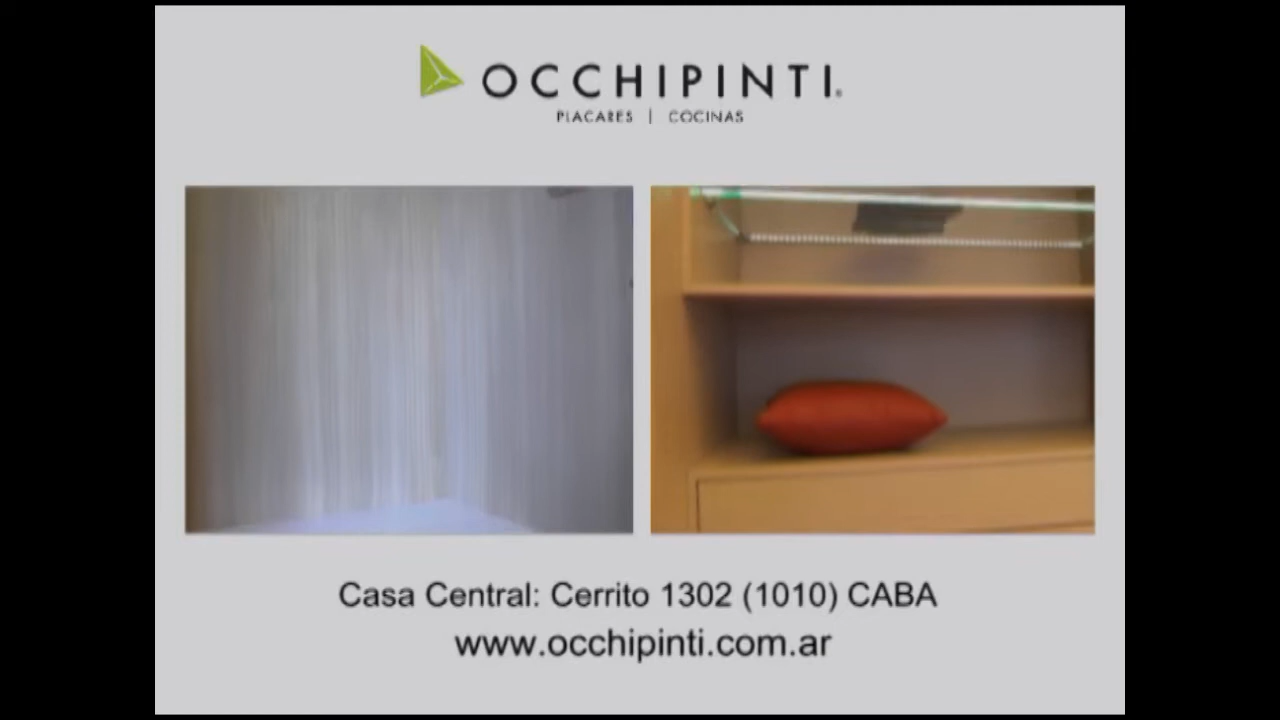 OCCHIPINTI®
PLACARES | COCINAS
Casa Central: Cerrito 1302 (1010) CABA
www.occhipinti.com.ar